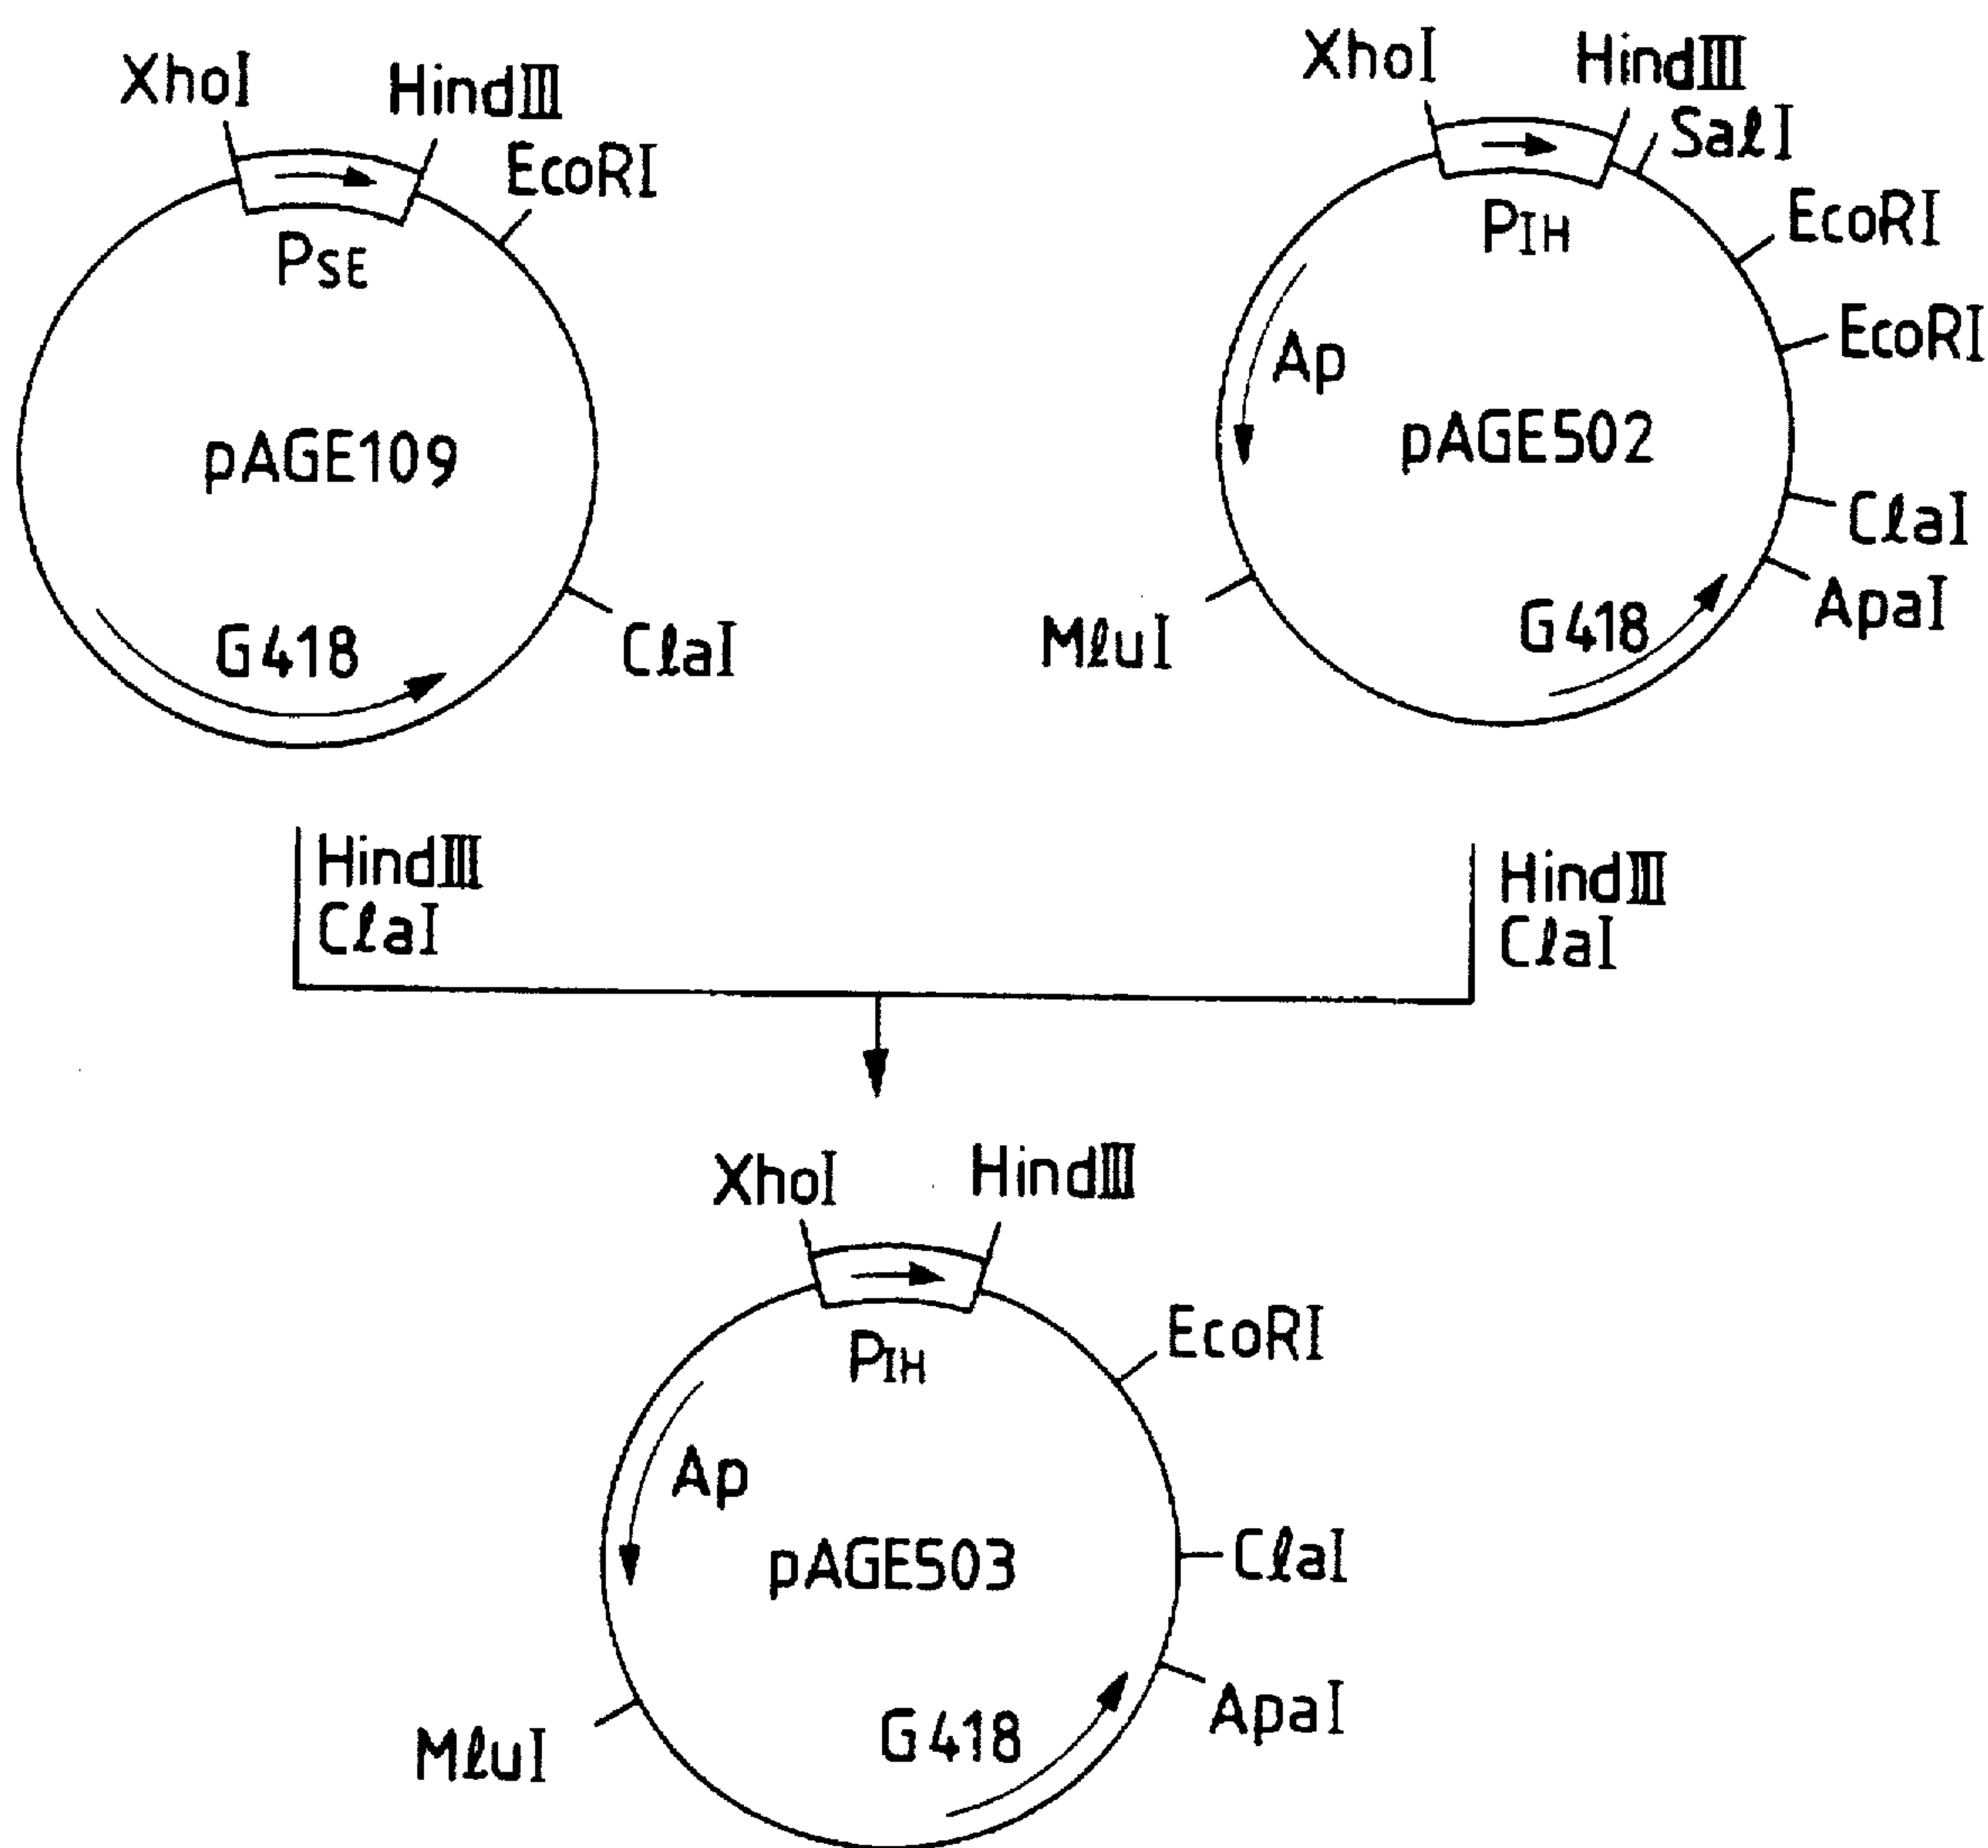 XhoI
HindⅢ
EcoRI
PSE
pAGE109
G418
ClaI
XhoI
HindⅢ
SalI
EcoRI
EcoRI
PIH
Ap
pAGE502
ClaI
ApaI
G418
MluI
HindⅢ
ClaI
HindⅢ
ClaI
XhoI
HindⅢ
EcoRI
PIH
Ap
pAGE503
ClaI
ApaI
G418
MluI